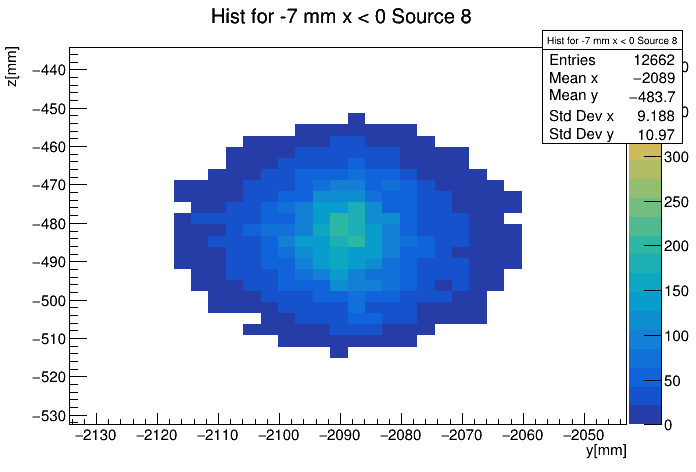 Hist for -7 mm x < 0 Source 8
z[mm]
Hist for -7 mm x < 0 Source 8
Entries 12662
Mean x −2089
Mean y −483.7
Std Dev x 9.188
Std Dev y 10.97
−440
−450
−460
−470
−480
−490
−500
−510
−520
−530
300
250
200
150
100
50
0
−2130 −2120 −2110 −2100 −2090 −2080 −2070 −2060 −2050
y[mm]